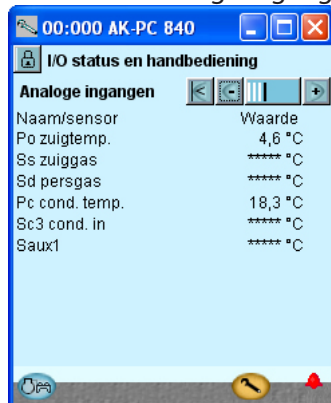 00:000 AK-PC 840
I/O status en handbediening
Analoge ingangen
Naam/sensor Waarde
Po zuigtemp. 4,6 °C
Ss zuiggas ***** °C
Sd persgas ***** °C
Pc cond. temp. 18,3 °C
Sc3 cond. in ***** °C
Saux1 ***** °C